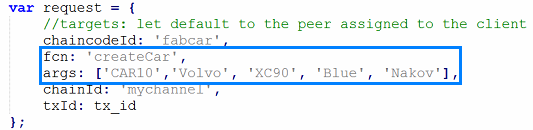 var request = {
//targets: let default to the peer assigned to the client
chaincodeId: 'fabcar',
fcn: 'createCar',
args: ['CAR10','Volvo', 'XC90', 'Blue', 'Nakov'],
chainId: 'mychannel',
txId: tx_id
};